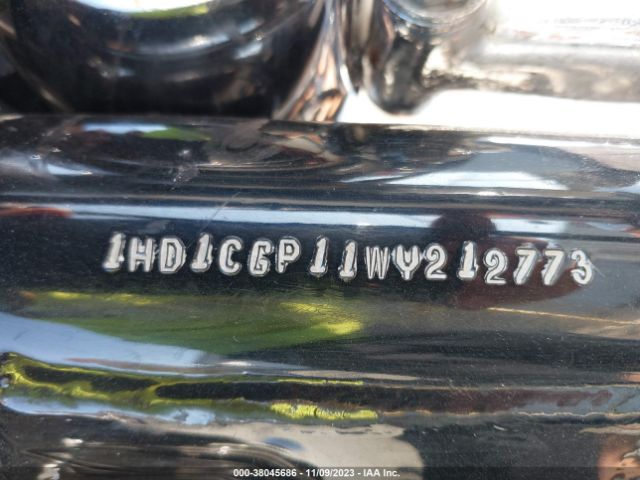 1HD1CGP11WY212773
000-38045686 - 11/09/2023 - IAA Inc.